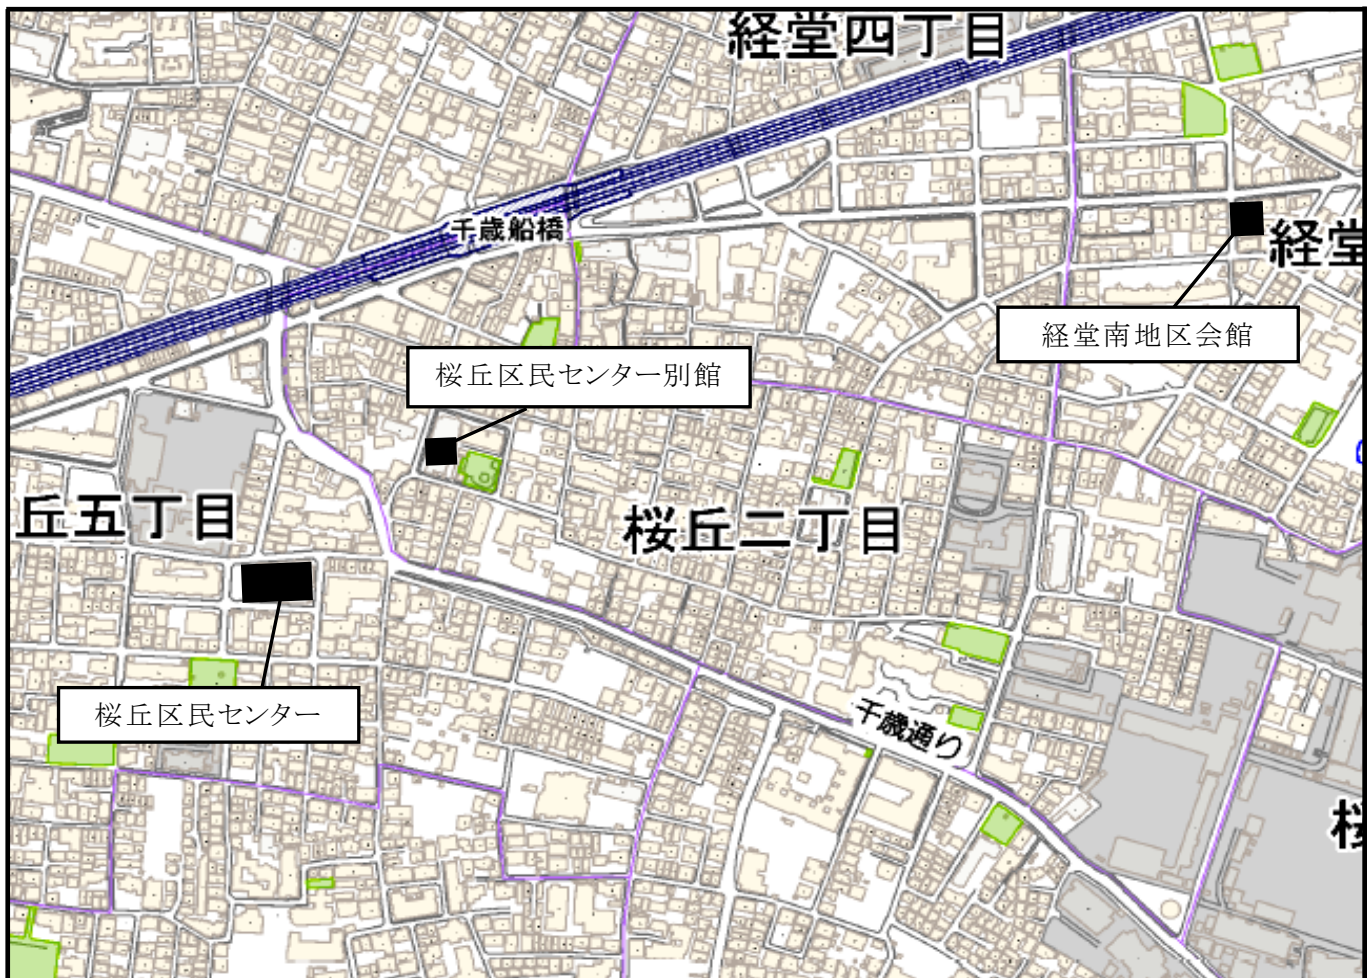 経堂四丁目
千歳船橋
経堂
経堂南地区会館
桜丘区民センター別館
丘五丁目
桜丘二丁目
桜丘区民センター
千歳通り